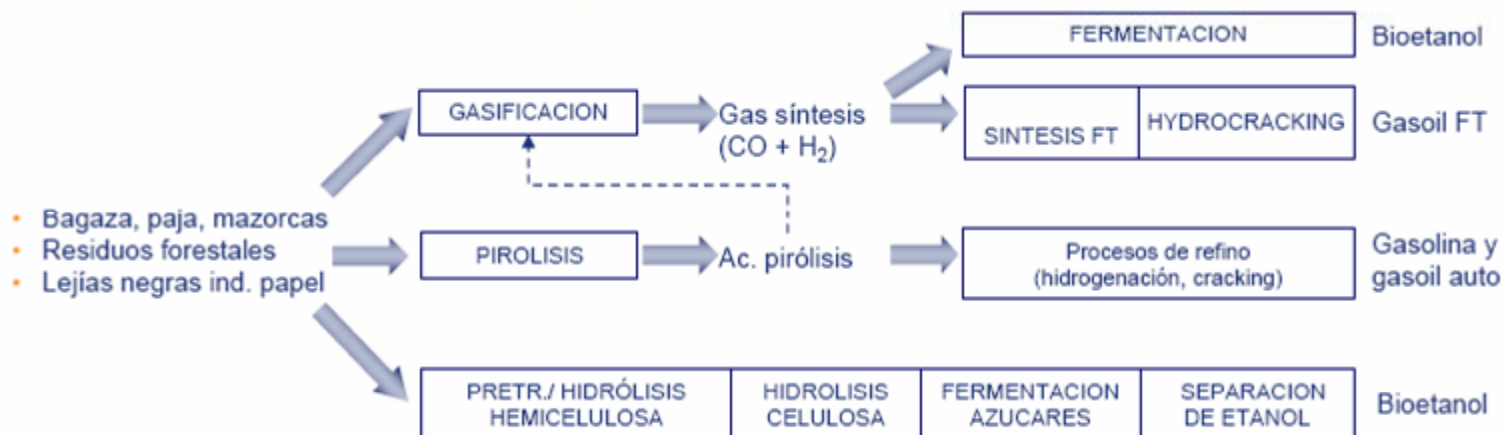 FERMENTACION
Bioetanol
GASIFICACION
Gas síntesis
(CO + H₂)
SINTESIS FT
HYDROCRACKING
Gasoil FT
• Bagaza, paja, mazorcas
• Residuos forestales
• Lejías negras ind. papel
PIROLISIS
Ac. pirólisis
Procesos de refino
(hidrogenación, cracking)
Gasolina y
gasoil auto
PRETR./ HIDRÓLISIS
HEMICELULOSA
HIDROLISIS
CELULOSA
FERMENTACION
AZUCARES
SEPARACION
DE ETANOL
Bioetanol